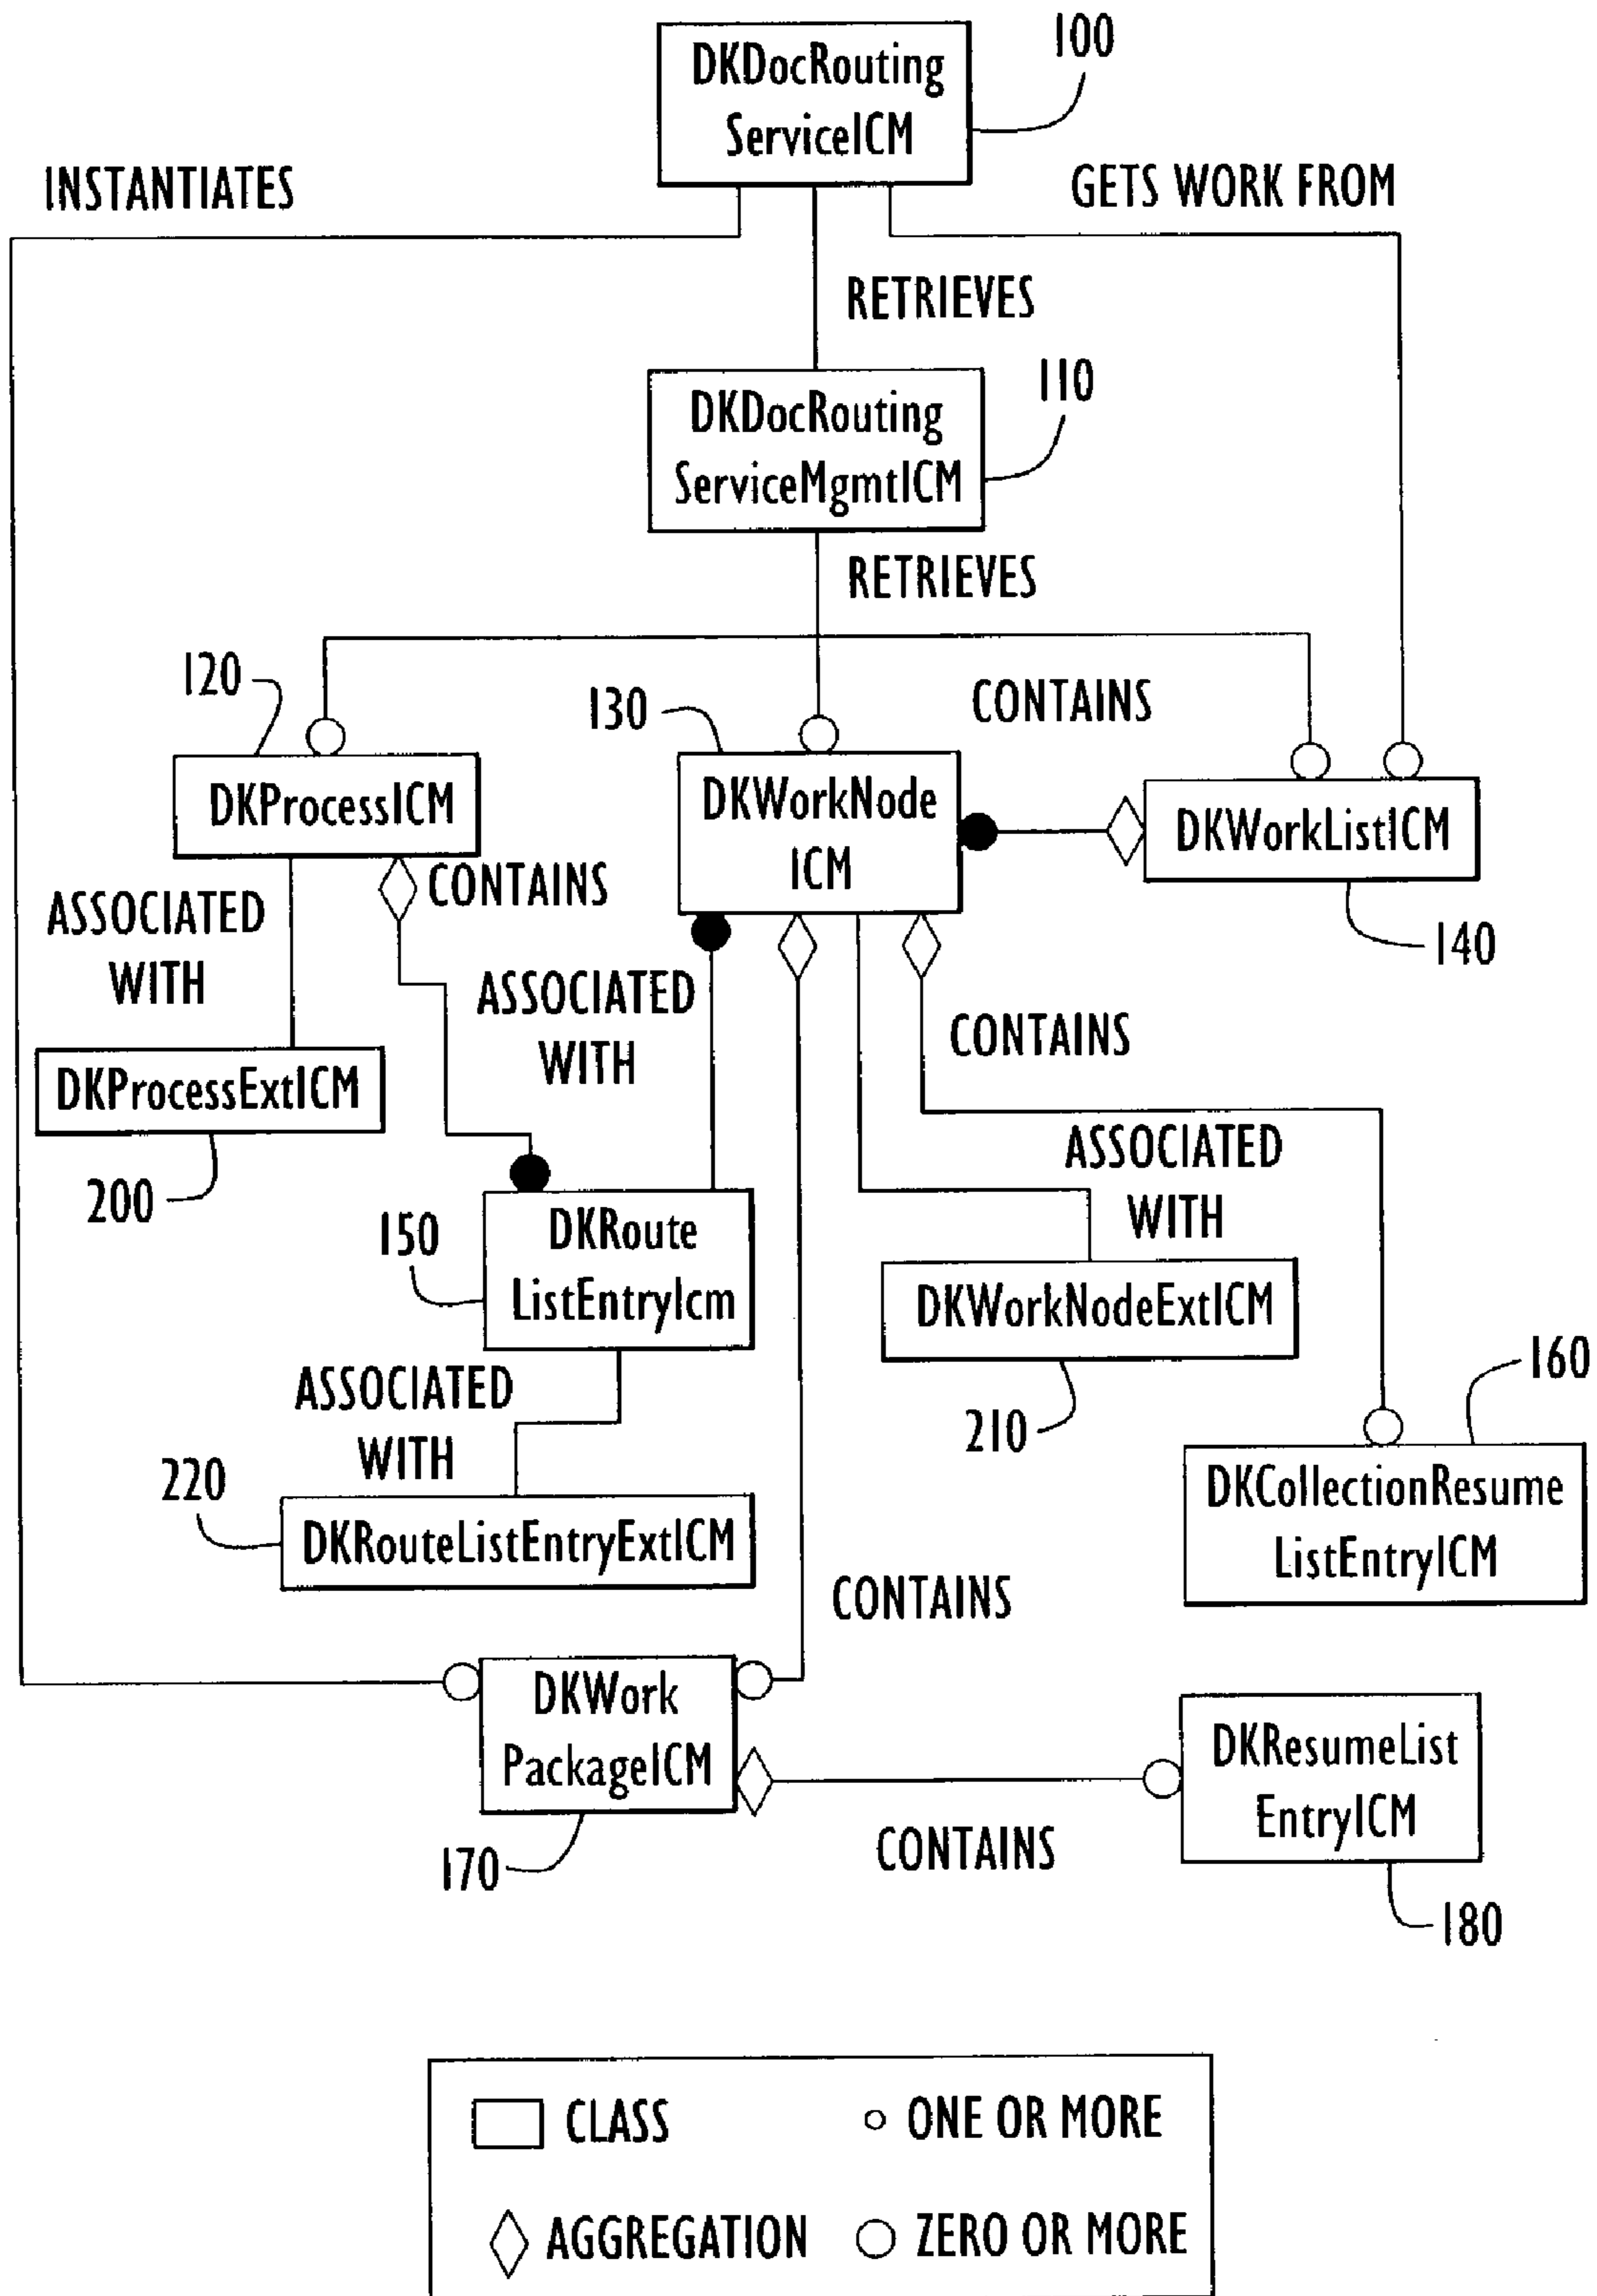 100
DKDocRouting
ServiceICM
INSTANTIATES
GETS WORK FROM
RETRIEVES
110
DKDocRouting
ServiceMgmtICM
RETRIEVES
120
130
CONTAINS
DKProcessICM
DKWorkNode
ICM
DKWorkListICM
140
ASSOCIATED
WITH
CONTAINS
ASSOCIATED
WITH
CONTAINS
DKProcessExtICM
200
ASSOCIATED
WITH
150
DKRoute
ListEntryIcm
DKWorkNodeExtICM
210
160
ASSOCIATED
WITH
220
DKRouteListEntryExtICM
DKCollectionResume
ListEntryICM
CONTAINS
DKWork
PackageICM
170
DKResumeList
EntryICM
CONTAINS
180
CLASS
ONE OR MORE
AGGREGATION
ZERO OR MORE